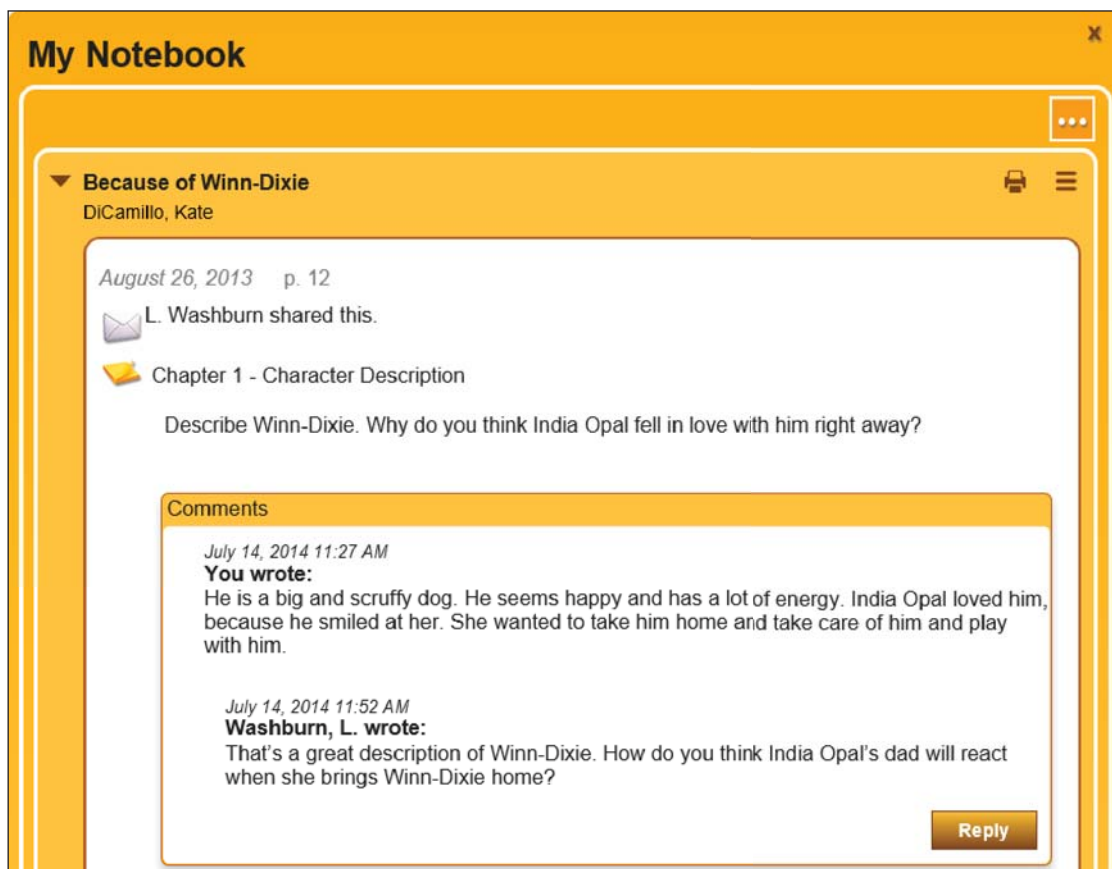 My Notebook
x
Because of Winn-Dixie
DiCamillo, Kate
August 26, 2013 p. 12
L. Washburn shared this.
Chapter 1 - Character Description
Describe Winn-Dixie. Why do you think India Opal fell in love with him right away?
Comments
July 14, 2014 11:27 AM
You wrote:
He is a big and scruffy dog. He seems happy and has a lot of energy. India Opal loved him,
because he smiled at her. She wanted to take him home and take care of him and play
with him.
July 14, 2014 11:52 AM
Washburn, L. wrote:
That's a great description of Winn-Dixie. How do you think India Opal's dad will react
when she brings Winn-Dixie home?
Reply